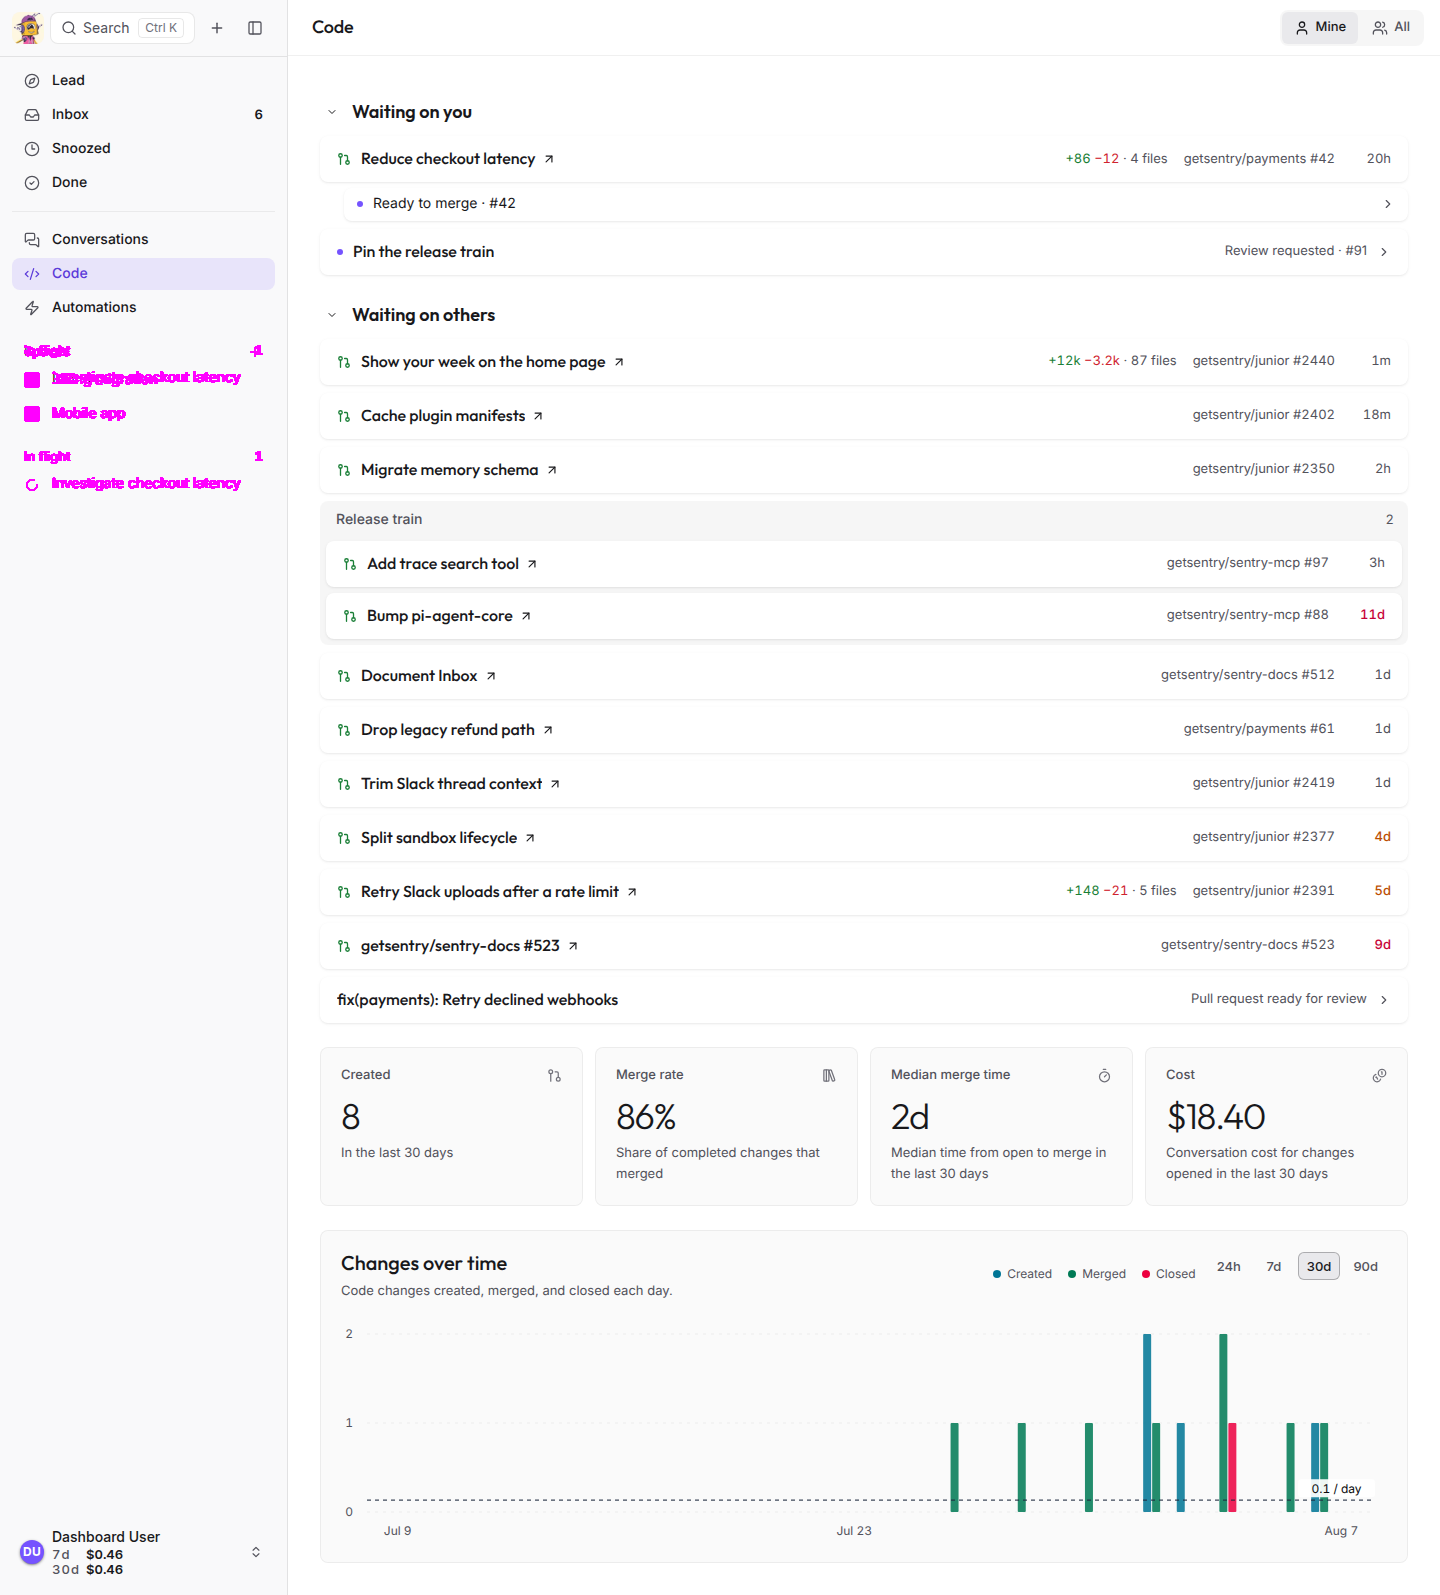 Search Ctrl K
Code
Mine All
Lead
Inbox 6
Snoozed
Done
Conversations
Code
Automations
Mobile app
In flight 1
Investigate checkout latency
Dashboard User
DU
7d $0.46
30d $0.46
Waiting on you
Reduce checkout latency +86 −12 · 4 files getsentry/payments #42 20h
Ready to merge · #42
Pin the release train Review requested · #91
Waiting on others
Show your week on the home page +12k −3.2k · 87 files getsentry/junior #2440 1m
Cache plugin manifests getsentry/junior #2402 18m
Migrate memory schema getsentry/junior #2350 2h
Release train 2
Add trace search tool getsentry/sentry-mcp #97 3h
Bump pi-agent-core getsentry/sentry-mcp #88 11d
Document Inbox getsentry/sentry-docs #512 1d
Drop legacy refund path getsentry/payments #61 1d
Trim Slack thread context getsentry/junior #2419 1d
Split sandbox lifecycle getsentry/junior #2377 4d
Retry Slack uploads after a rate limit +148 −21 · 5 files getsentry/junior #2391 5d
getsentry/sentry-docs #523 getsentry/sentry-docs #523 9d
fix(payments): Retry declined webhooks Pull request ready for review
Created
8
In the last 30 days
Merge rate
86%
Share of completed changes that
merged
Median merge time
2d
Median time from open to merge in
the last 30 days
Cost
$18.40
Conversation cost for changes
opened in the last 30 days
Changes over time
Code changes created, merged, and closed each day.
Created Merged Closed 24h 7d 30d 90d
2
1
0
0.1 / day
Jul 9 Jul 23 Aug 7